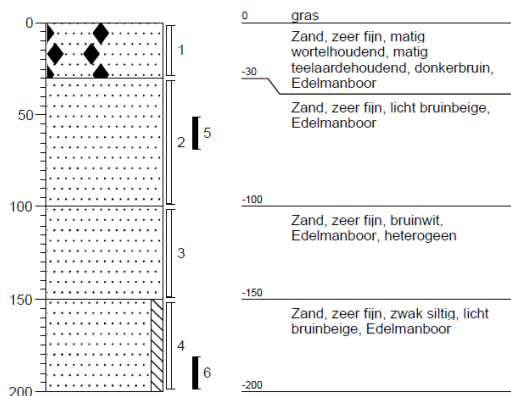 0
50
100
150
200
1
2
5
3
4
6
0 gras
Zand, zeer fijn, matig
wortelhoudend, matig
teelaardehoudend, donkerbruin,
Edelmanboor
-30
Zand, zeer fijn, licht bruinbeige,
Edelmanboor
-100
Zand, zeer fijn, bruinwit,
Edelmanboor, heterogeen
-150
Zand, zeer fijn, zwak siltig, licht
bruinbeige, Edelmanboor
-200